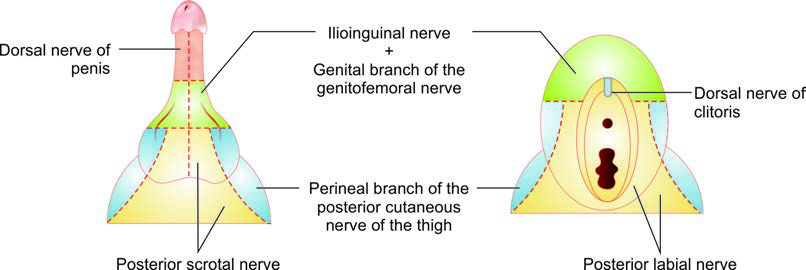 Dorsal nerve of
penis
Ilioinguinal nerve
+
Genital branch of the
genitofemoral nerve
Dorsal nerve of
clitoris
Perineal branch of the
posterior cutaneous
nerve of the thigh
Posterior scrotal nerve
Posterior labial nerve